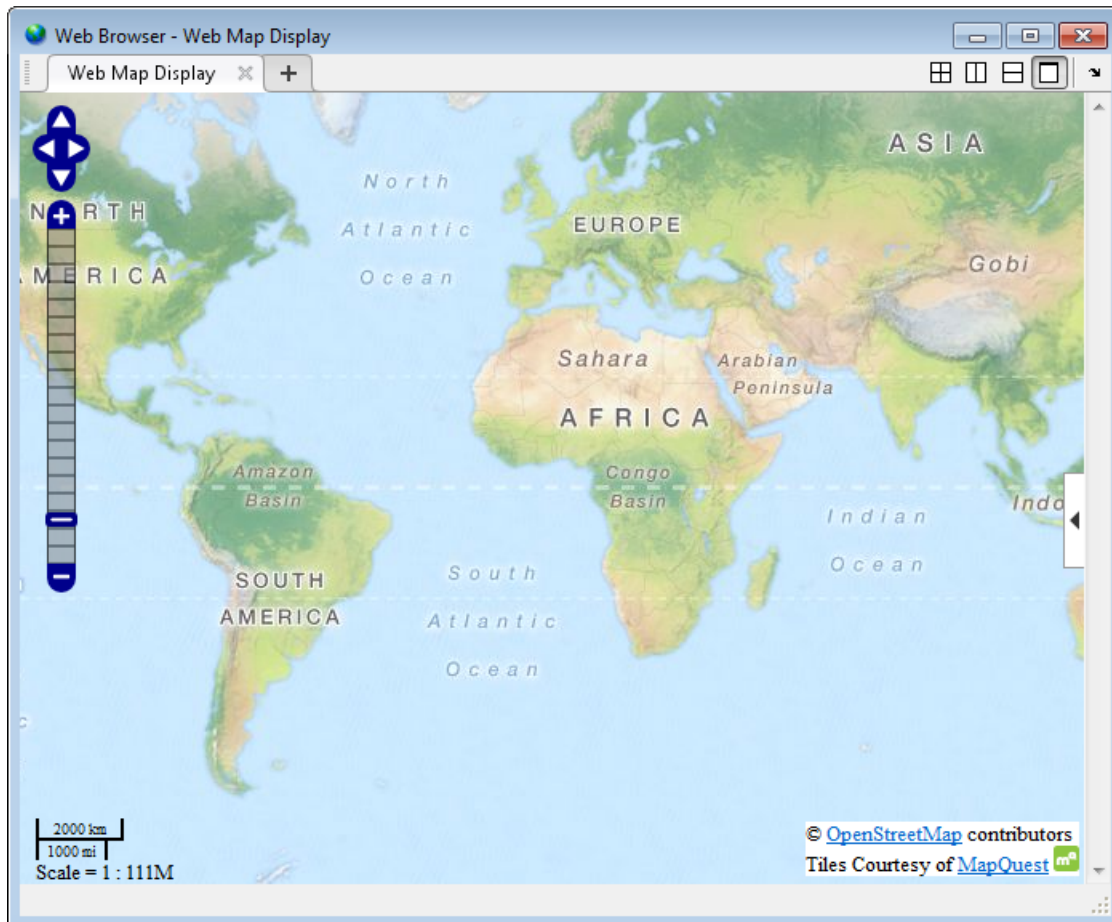 Web Browser - Web Map Display
Web Map Display
ASIA
North
Atlantic
Ocean
NORTH
AMERICA
EUROPE
Gobi
Sahara
Arabian
Peninsula
AFRICA
Amazon
Basin
Congo
Basin
Indo
Indian
Ocean
South
Atlantic
Ocean
SOUTH
AMERICA
2000 km
1000 mi
Scale = 1 : 111M
© OpenStreetMap contributors
Tiles Courtesy of MapQuest